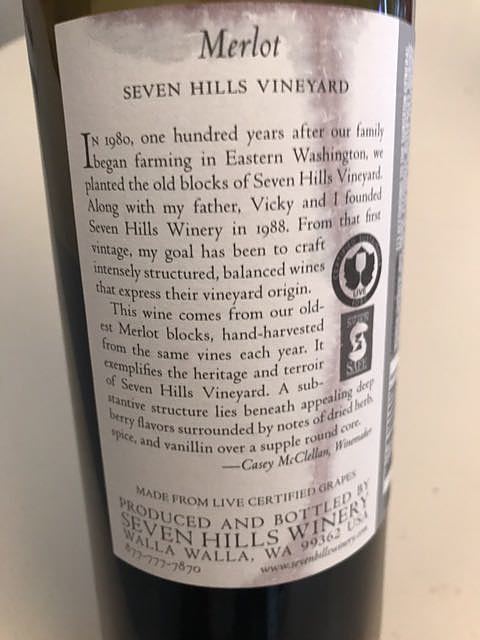 Merlot
SEVEN HILLS VINEYARD
IN 1980, one hundred years after our family
began farming in Eastern Washington, we
planted the old blocks of Seven Hills Vineyard.
Along with my father, Vicky and I founded
Seven Hills Winery in 1988. From that first
vintage, my goal has been to craft
intensely structured, balanced wines
that express their vineyard origin.
This wine comes from our old-
est Merlot blocks, hand-harvested
from the same vines each year. It
exemplifies the heritage and terroir
of Seven Hills Vineyard. A sub-
stantive structure lies beneath appealing deep
berry flavors surrounded by notes of dried herb,
spice, and vanillin over a supple round core.
—Casey McClellan, Winemaker
LIVE
SALMON
SAFE
MADE FROM LIVE CERTIFIED GRAPES
PRODUCED AND BOTTLED BY
SEVEN HILLS WINERY
WALLA WALLA, WA 99362 USA
877-777-7870
www.sevenhillswinery.com